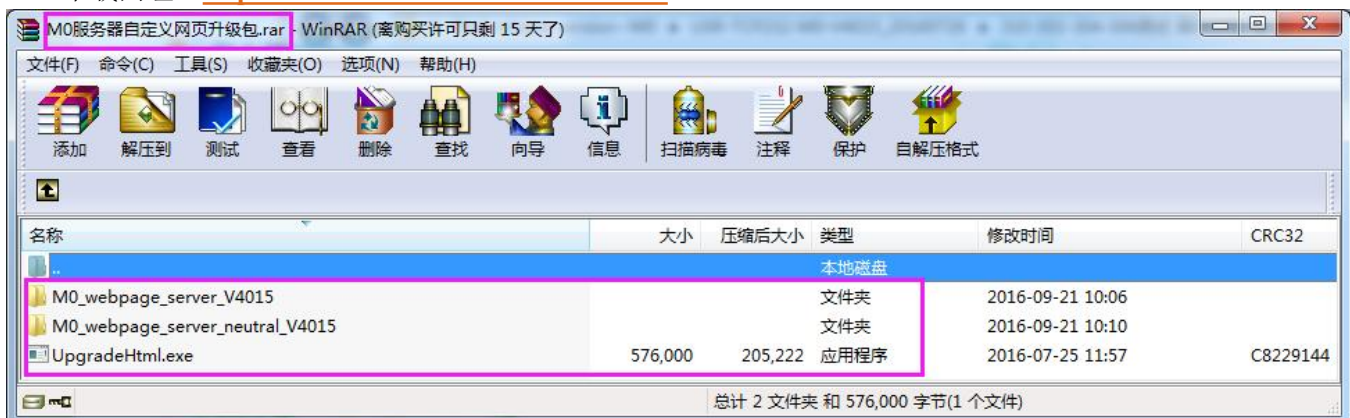 M0服务器自定义网页升级包.rar - WinRAR (离购买许可只剩 15 天了)
文件(F) 命令(C) 工具(S) 收藏夹(O) 选项(N) 帮助(H)
添加 解压到 测试 查看 删除 查找 向导 信息 扫描病毒 注释 保护 自解压格式
名称 大小 压缩后大小 类型 修改时间 CRC32
.. 本地磁盘
M0_webpage_server_V4015 文件夹 2016-09-21 10:06
M0_webpage_server_neutral_V4015 文件夹 2016-09-21 10:10
UpgradeHtml.exe 576,000 205,222 应用程序 2016-07-25 11:57 C8229144
总计 2 文件夹 和 576,000 字节(1 个文件)